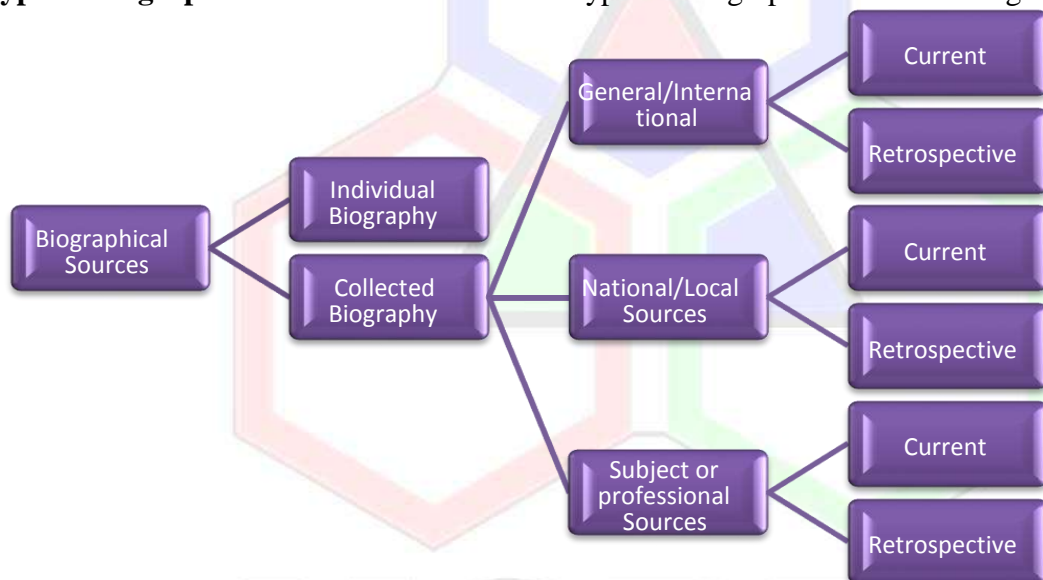 Biographical
Sources
Individual
Biography
Collected
Biography
General/Interna
tional
Current
Retrospective
National/Local
Sources
Current
Retrospective
Subject or
professional
Sources
Current
Retrospective